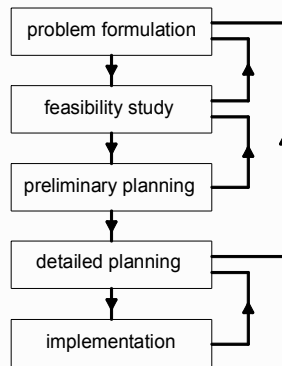 problem formulation
feasibility study
preliminary planning
detailed planning
implementation